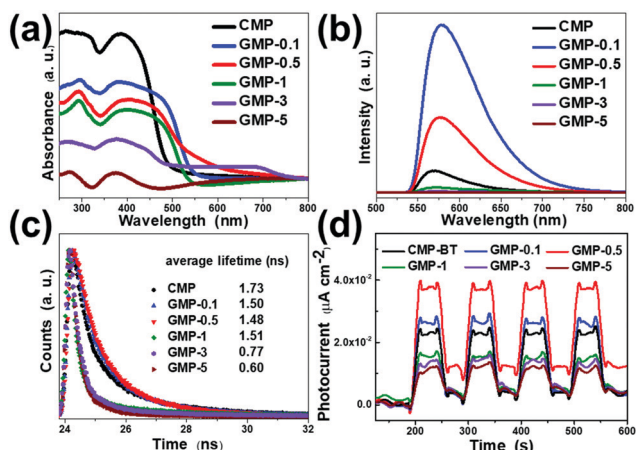 (a)
CMP
GMP-0.1
GMP-0.5
GMP-1
GMP-3
GMP-5
Absorbance (a. u.)
300 400 500 600 700 800
Wavelength (nm)
(b)
CMP
GMP-0.1
GMP-0.5
GMP-1
GMP-3
GMP-5
Intensity (a. u.)
500 550 600 650 700 750 800
Wavelength (nm)
(c)
average lifetime (ns)
CMP 1.73
GMP-0.1 1.50
GMP-0.5 1.48
GMP-1 1.51
GMP-3 0.77
GMP-5 0.60
Counts (a. u.)
24 26 28 30 32
Time (ns)
(d)
CMP-BT GMP-0.1 GMP-0.5
GMP-1 GMP-3 GMP-5
Photocurrent (μA cm⁻²)
4.0×10⁻²
2.0×10⁻²
0.0
200 300 400 500 600
Time (s)